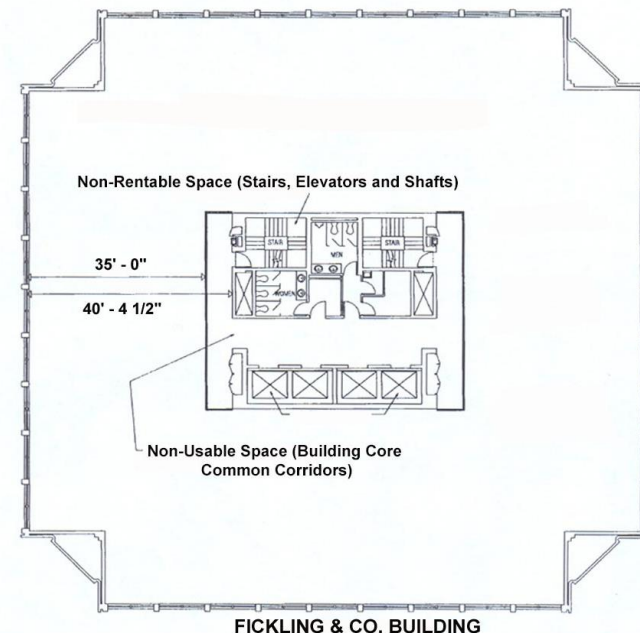 Non-Rentable Space (Stairs, Elevators and Shafts)
STAIR
MEN
STAIR
35' - 0"
WOMEN
40' - 4 1/2"
Non-Usable Space (Building Core
Common Corridors)
FICKLING & CO. BUILDING